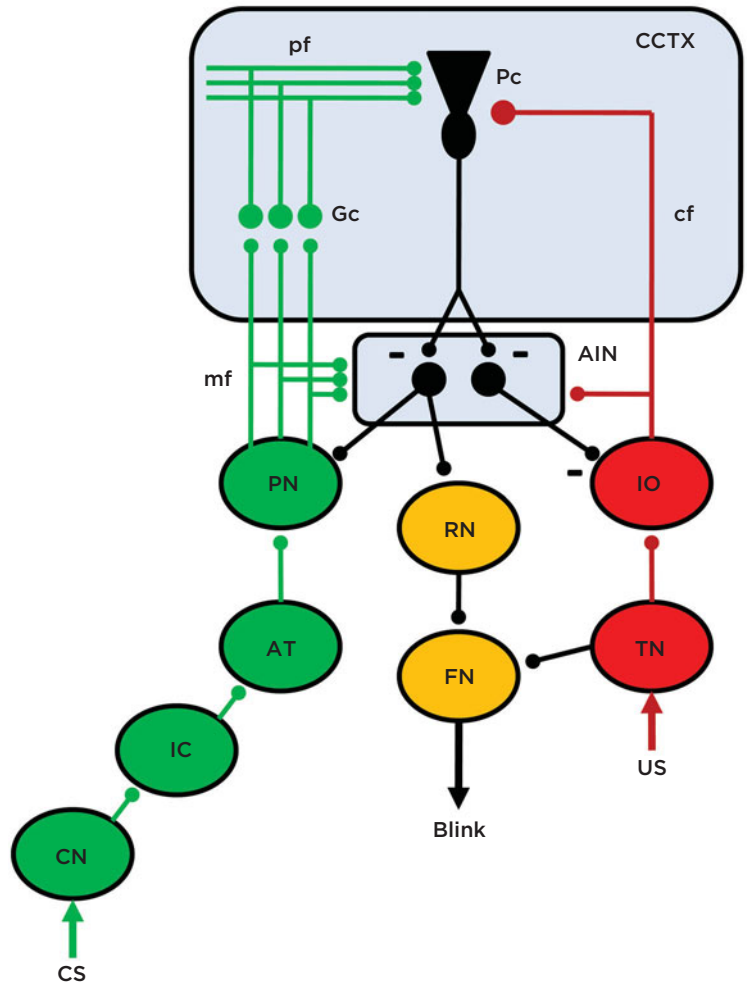 pf
CCTX
Pc
Gc
cf
AIN
-
-
mf
PN
-
IO
RN
AT
FN
TN
IC
US
Blink
CN
CS